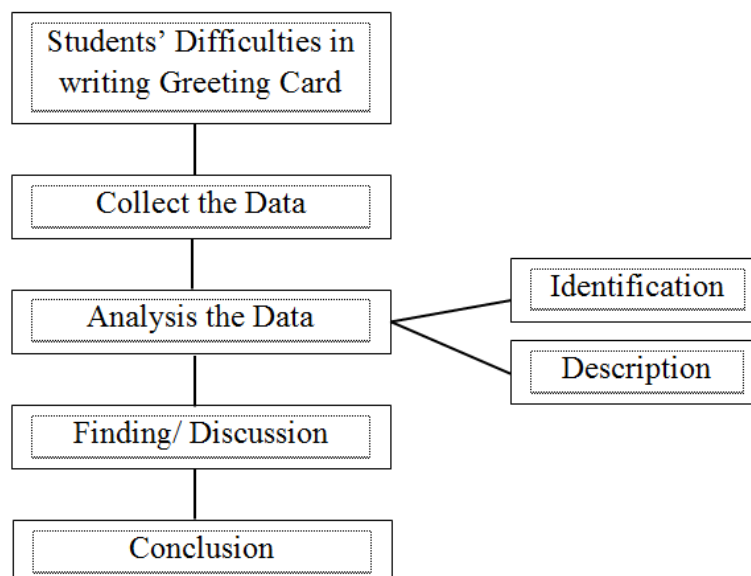 Students’ Difficulties in
writing Greeting Card
Collect the Data
Analysis the Data
Identification
Description
Finding/ Discussion
Conclusion